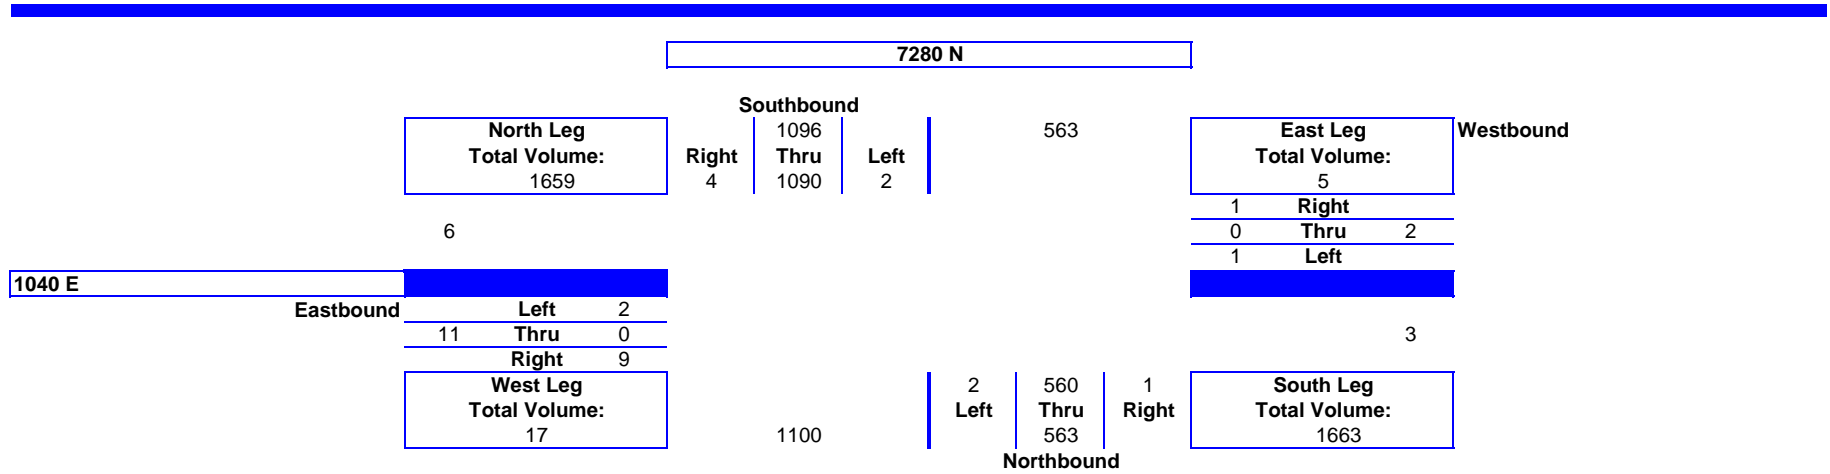 7280 N
Southbound
North Leg 1096 563 East Leg Westbound
Total Volume: Right Thru Left Total Volume:
1659 4 1090 2 5
1 Right
6 0 Thru 2
1 Left
1040 E
Eastbound Left 2
11 Thru 0 3
Right 9
West Leg 2 560 1 South Leg
Total Volume: Left Thru Right Total Volume:
17 1100 563 1663
Northbound